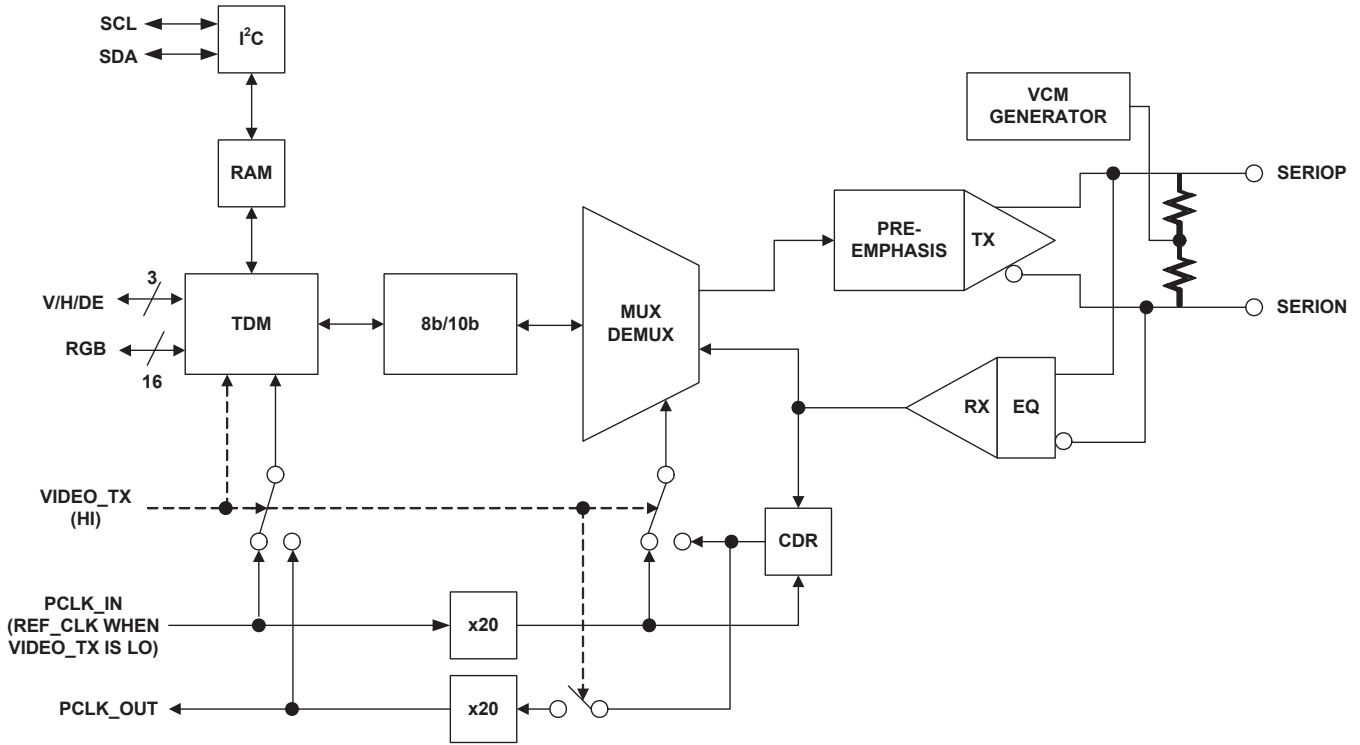 SCL
SDA
I²C
VCM
GENERATOR
RAM
SERIOP
PRE-
EMPHASIS
TX
3
V/H/DE
TDM
8b/10b
MUX
DEMUX
SERION
RGB
16
RX
EQ
VIDEO_TX
(HI)
CDR
PCLK_IN
(REF_CLK WHEN
VIDEO_TX IS LO)
x20
PCLK_OUT
x20